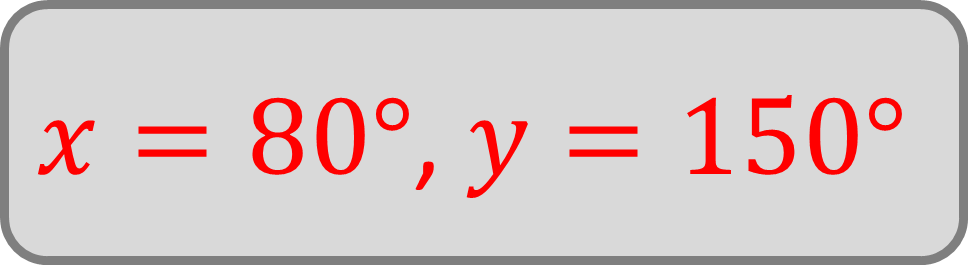 x = 80°, y = 150°